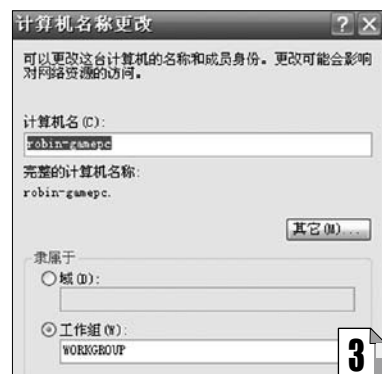 计算机名称更改
可以更改这台计算机的名称和成员身份。更改可能会影响
对网络资源的访问。
计算机名(C):
robin-gamepc
完整的计算机名称:
robin-gamepc.
其它(M)...
隶属于
域(D):
工作组(W):
WORKGROUP
3